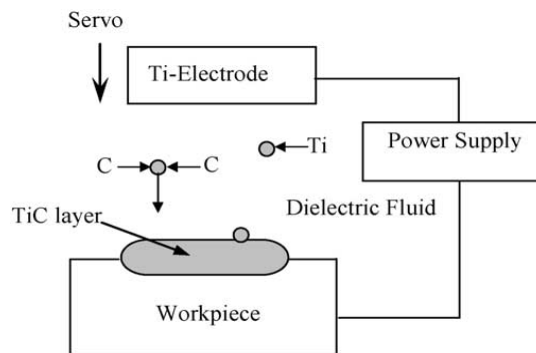 Servo
Ti-Electrode
Power Supply
Ti
C
C
Dielectric Fluid
TiC layer
Workpiece